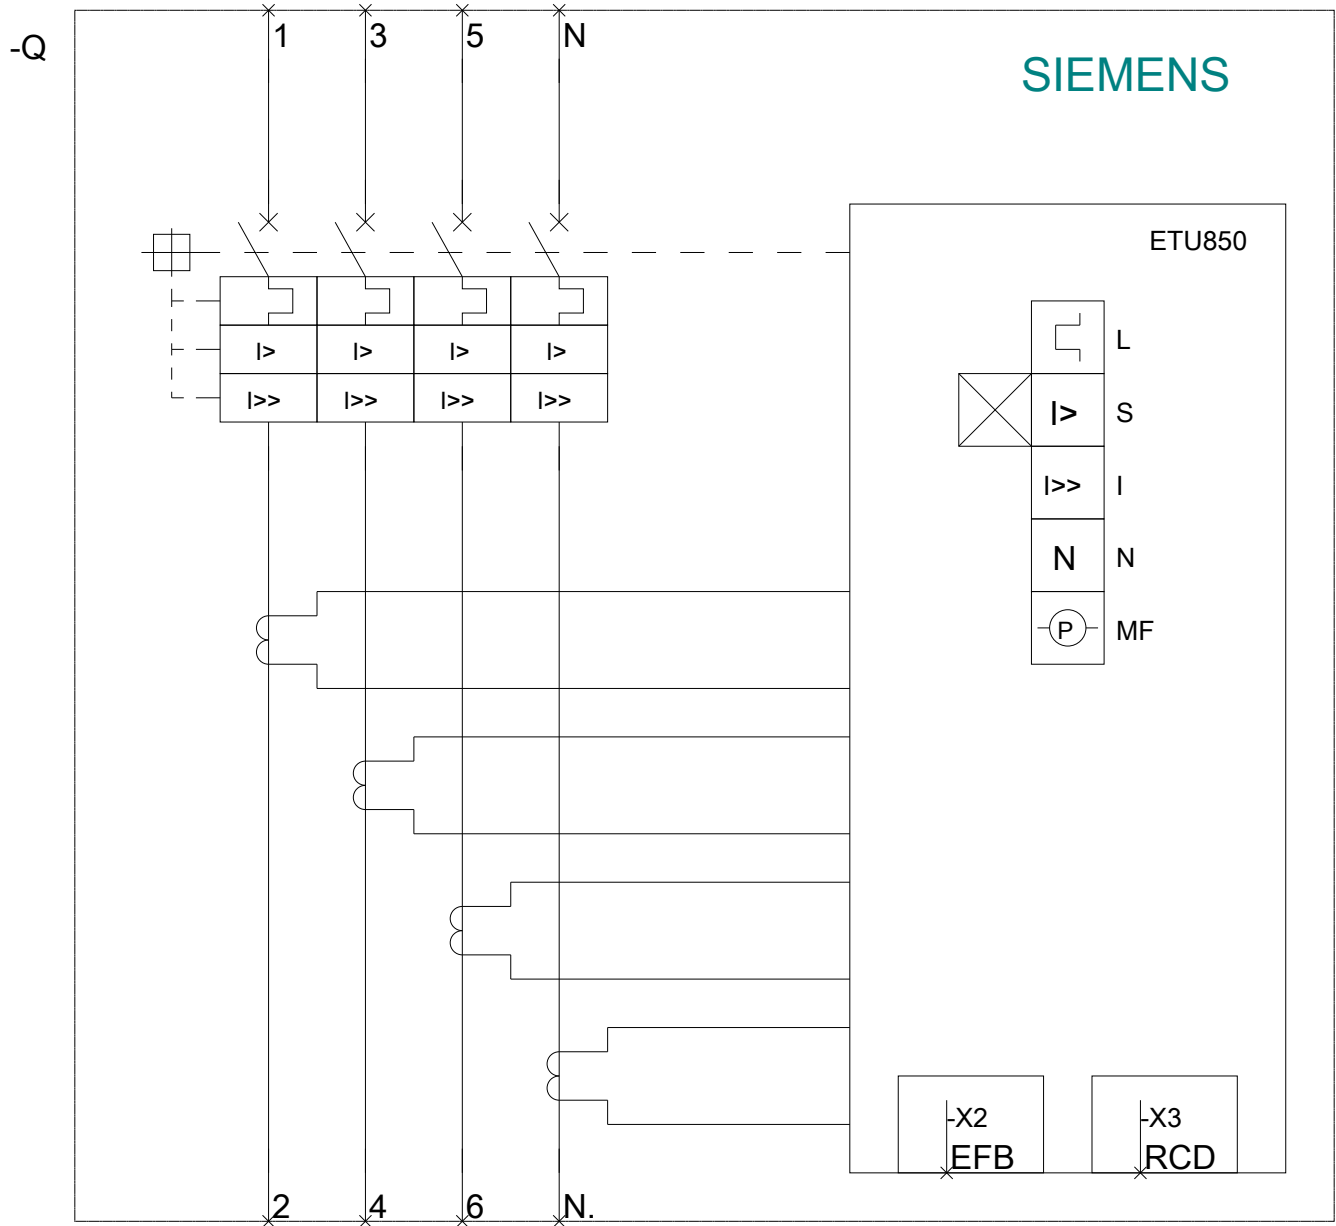 -Q
1 3 5 N
SIEMENS
ETU850
L
I> I> I> I>
I>> I>> I>> I>>
I> S
I>> I
N N
P MF
-X2 -X3
EFB RCD
2 4 6 N.